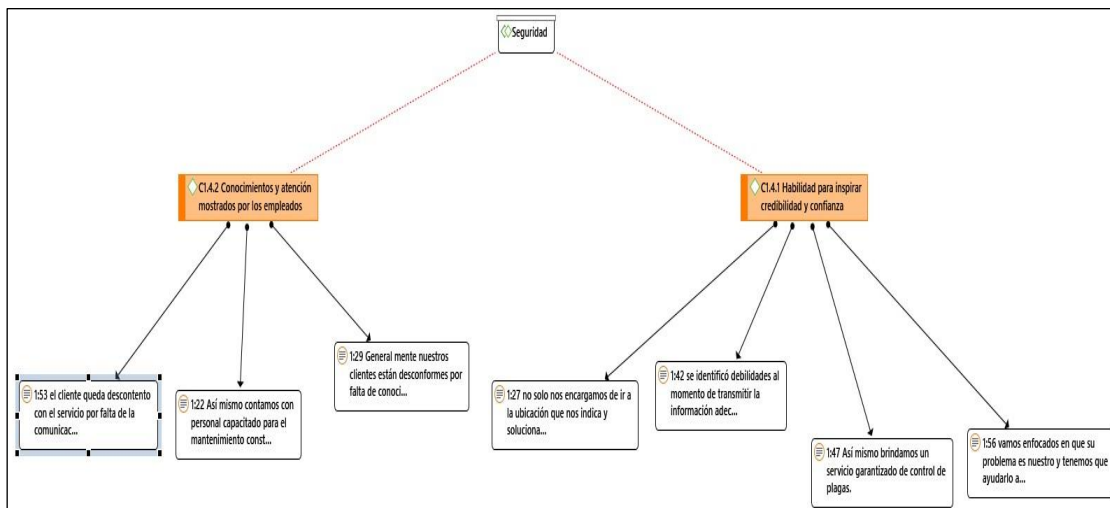 Seguridad
C1.4.2 Conocimientos y atención
mostrados por los empleados
C1.4.1 Habilidad para inspirar
credibilidad y confianza
1:29 General mente nuestros
clientes están desconformes por
falta de conoci...
1:53 el cliente queda descontento
con el servicio por falta de la
comunicac...
1:22 Así mismo contamos con
personal capacitado para el
mantenimiento const...
1:27 no solo nos encargamos de ir a
la ubicación que nos indica y
soluciona...
1:42 se identificó debilidades al
momento de transmitir la
información adec...
1:47 Así mismo brindamos un
servicio garantizado de control de
plagas.
1:56 vamos enfocados en que su
problema es nuestro y tenemos que
ayudarlo a...